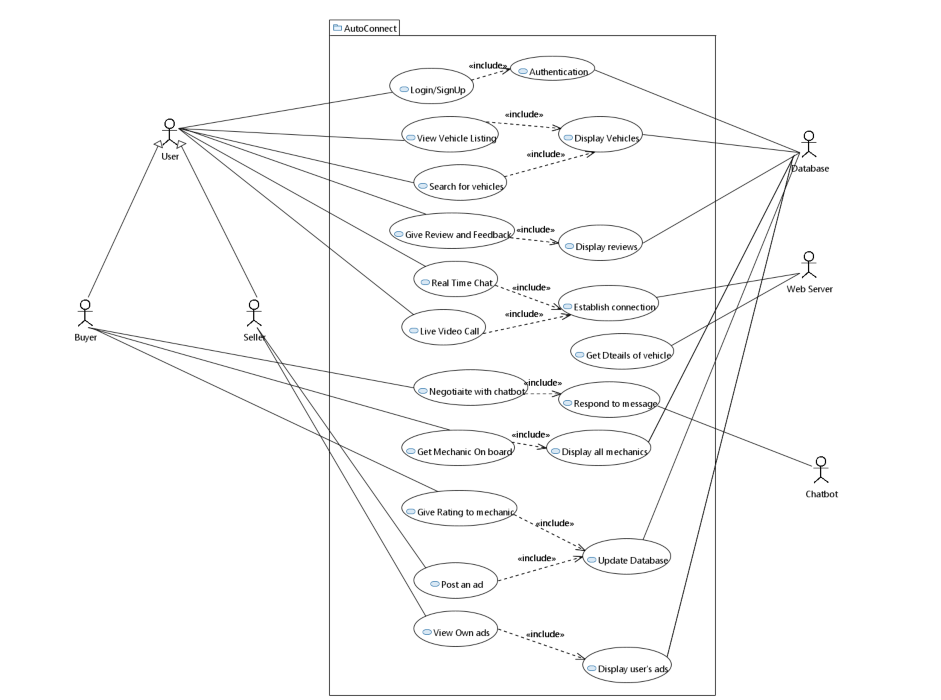 AutoConnect
«include»
Authentication
Login/SignUp
«include»
View Vehicle Listing
Display Vehicles
User
«include»
Database
Search for vehicles
Give Review and Feedback
«include»
Display reviews
Real Time Chat
«include»
Web Server
Establish connection
«include»
Live Video Call
Buyer
Seller
Get Dteails of vehicle
«include»
Negotiaite with chatbot
Respond to message
«include»
Get Mechanic On board
Display all mechanics
Chatbot
Give Rating to mechanic
«include»
«include»
Update Database
Post an ad
View Own ads
«include»
Display user's ads